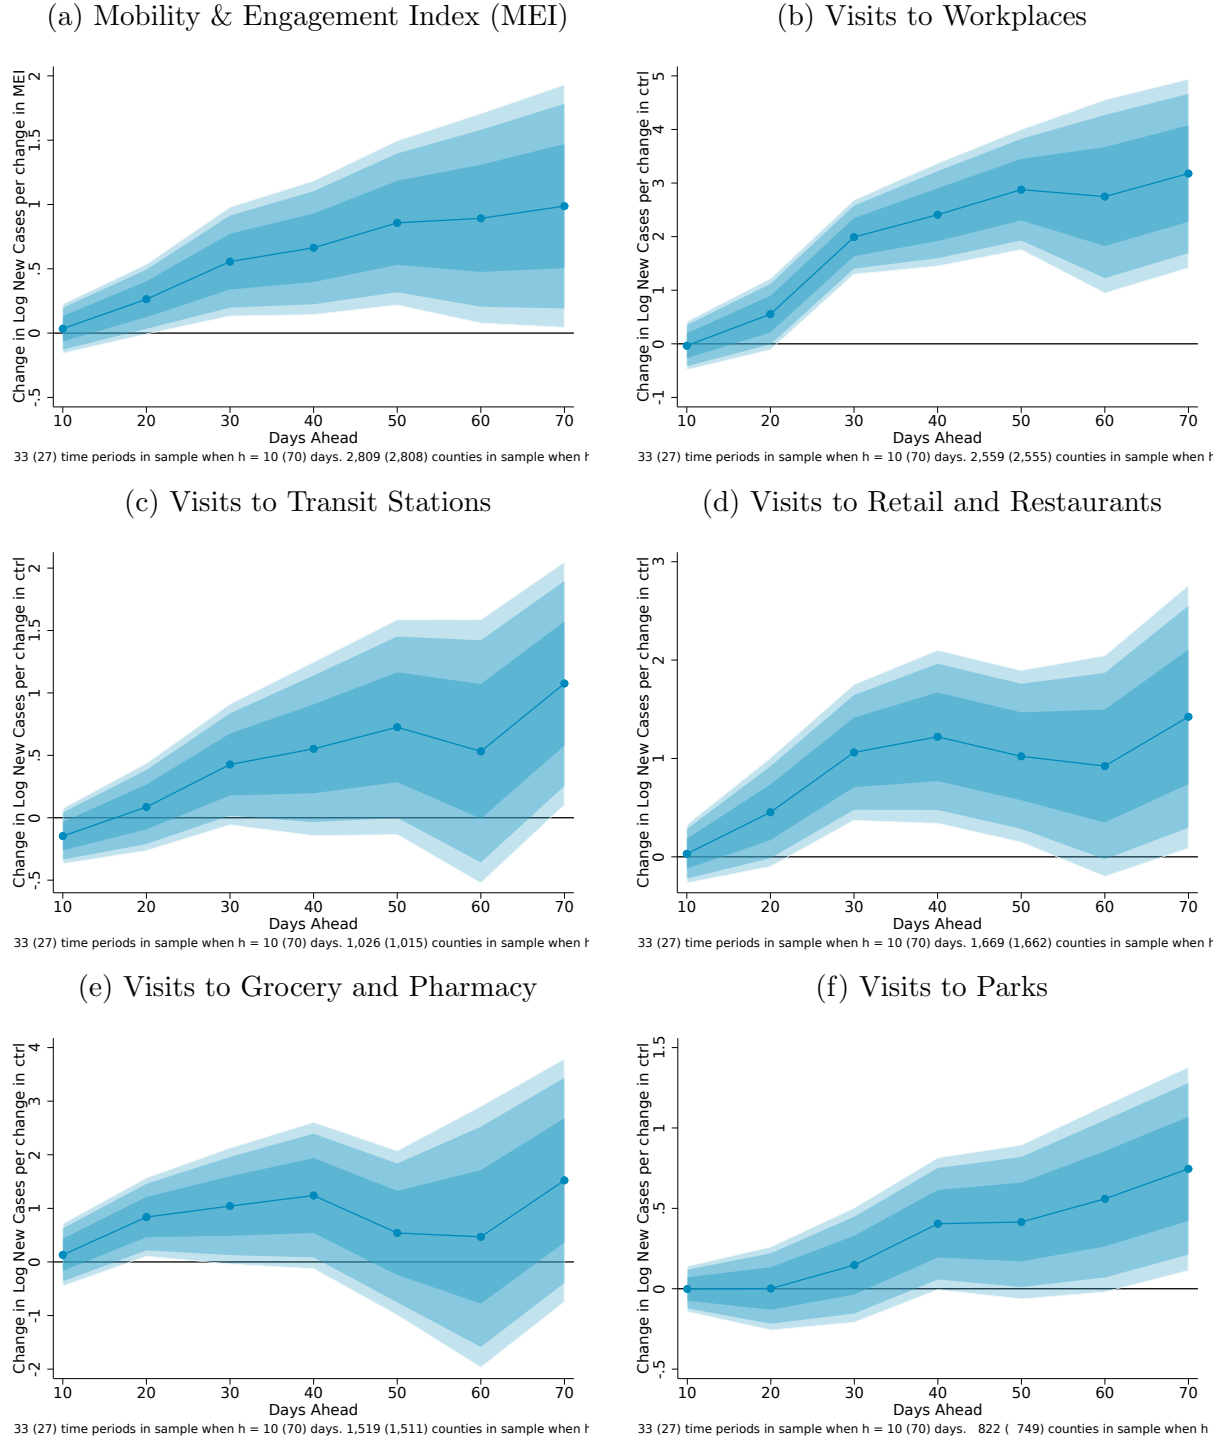 (a) Mobility & Engagement Index (MEI)
Change in Log New Cases per change in MEI
-.5 0 .5 1 1.5 2
10 20 30 40 50 60 70
Days Ahead
33 (27) time periods in sample when h = 10 (70) days. 2,809 (2,808) counties in sample when h
(b) Visits to Workplaces
Change in Log New Cases per change in ctrl
-1 0 1 2 3 4 5
10 20 30 40 50 60 70
Days Ahead
33 (27) time periods in sample when h = 10 (70) days. 2,559 (2,555) counties in sample when h
(c) Visits to Transit Stations
Change in Log New Cases per change in ctrl
-.5 0 .5 1 1.5 2
10 20 30 40 50 60 70
Days Ahead
33 (27) time periods in sample when h = 10 (70) days. 1,026 (1,015) counties in sample when h
(d) Visits to Retail and Restaurants
Change in Log New Cases per change in ctrl
0 1 2 3
10 20 30 40 50 60 70
Days Ahead
33 (27) time periods in sample when h = 10 (70) days. 1,669 (1,662) counties in sample when h
(e) Visits to Grocery and Pharmacy
Change in Log New Cases per change in ctrl
-2 -1 0 1 2 3 4
10 20 30 40 50 60 70
Days Ahead
33 (27) time periods in sample when h = 10 (70) days. 1,519 (1,511) counties in sample when h
(f) Visits to Parks
Change in Log New Cases per change in ctrl
-.5 0 .5 1 1.5
10 20 30 40 50 60 70
Days Ahead
33 (27) time periods in sample when h = 10 (70) days. 822 ( 749) counties in sample when h